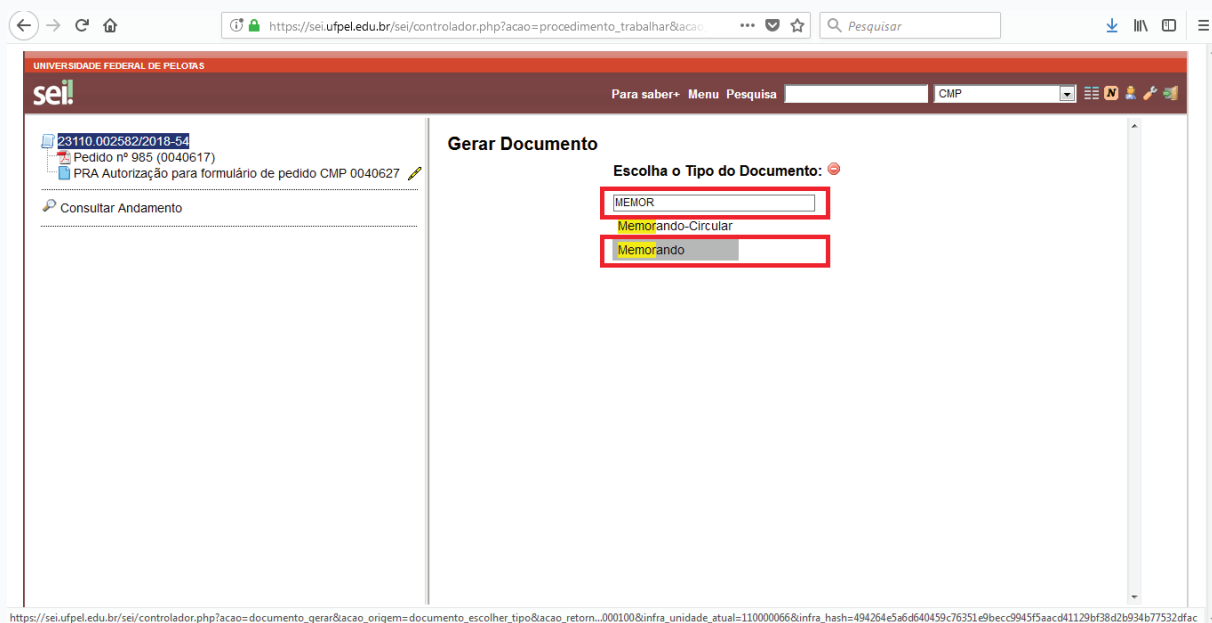 https://sei.ufpel.edu.br/sei/controlador.php?acao=procedimento_trabalhar&acao_
Pesquisar
UNIVERSIDADE FEDERAL DE PELOTAS
sei!
Para saber+ Menu Pesquisa
CMP
N
23110.002582/2018-54
Pedido nº 985 (0040617)
PRA Autorização para formulário de pedido CMP 0040627
Consultar Andamento
Gerar Documento
Escolha o Tipo do Documento:
MEMOR
Memorando-Circular
Memorando
https://sei.ufpel.edu.br/sei/controlador.php?acao=documento_gerar&acao_origem=documento_escolher_tipo&acao_retorn...000100&infra_unidade_atual=110000066&infra_hash=494264e5a6d640459c76351e9becc9945f5aacd41129bf38d2b934b77532dfac